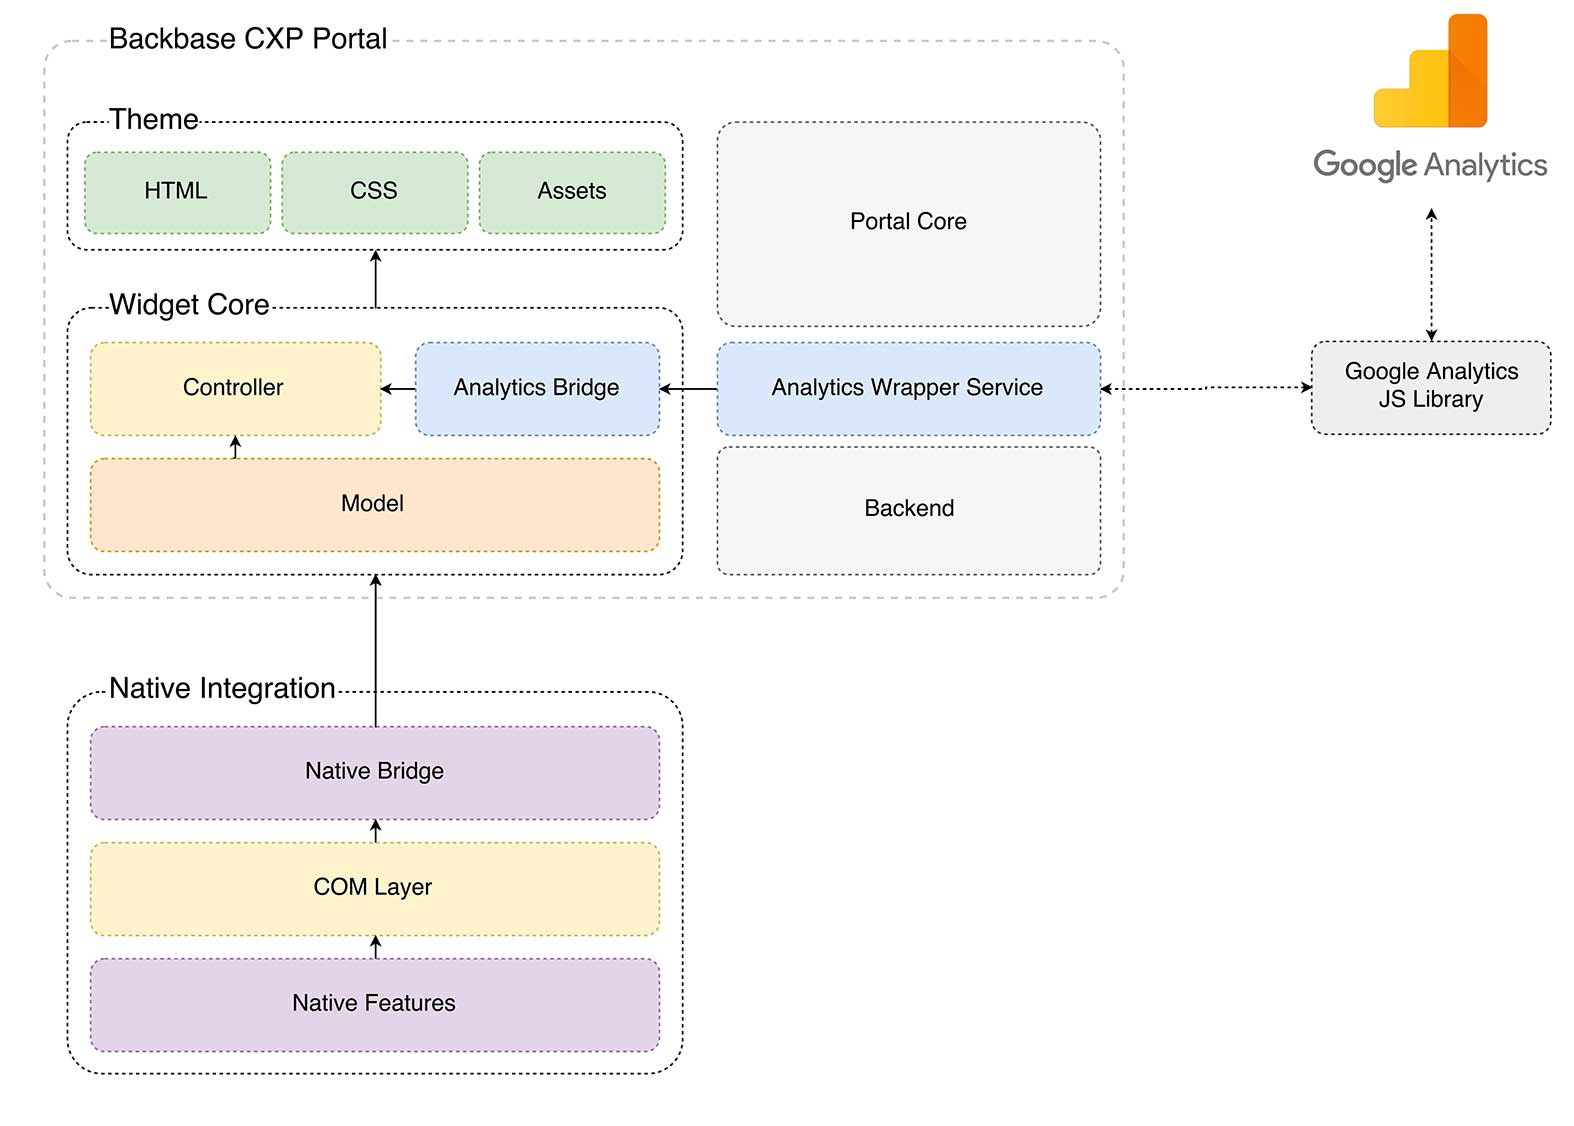 Backbase CXP Portal
Theme
HTML
CSS
Assets
Portal Core
Google Analytics
Widget Core
Controller
Analytics Bridge
Analytics Wrapper Service
Google Analytics
JS Library
Model
Backend
Native Integration
Native Bridge
COM Layer
Native Features